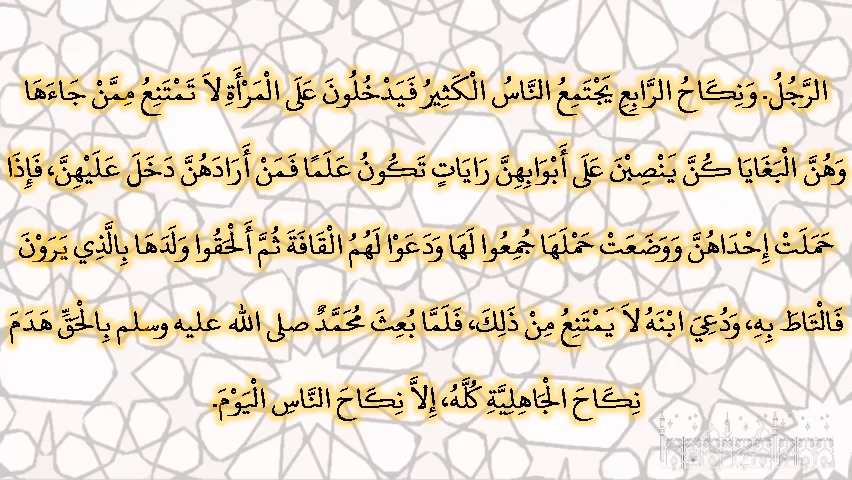 الرَّجُلُ. وَنِكَاحُ الرَّابِعِ يَجْتَمِعُ النَّاسُ الْكَثِيرُ فَيَدْخُلُونَ عَلَى الْمَرْأَةِ لاَ تَمْتَنِعُ مِمَّنْ جَاءَهَا
وَهُنَّ الْبَغَايَا كُنَّ يَنْصِبْنَ عَلَى أَبْوَابِهِنَّ رَايَاتٍ تَكُونُ عَلَمًا فَمَنْ أَرَادَهُنَّ دَخَلَ عَلَيْهِنَّ، فَإِذَا
حَمَلَتْ إِحْدَاهُنَّ وَوَضَعَتْ حَمْلَهَا جُمِعُوا لَهَا وَدَعَوْا لَهُمُ الْقَافَةَ ثُمَّ أَلْحَقُوا وَلَدَهَا بِالَّذِي يَرَوْنَ
فَالْتَاطَ بِهِ، وَدُعِيَ ابْنَهُ لاَ يَمْتَنِعُ مِنْ ذَلِكَ، فَلَمَّا بُعِثَ مُحَمَّدٌ صلى الله عليه وسلم بِالْحَقِّ هَدَمَ
نِكَاحَ الْجَاهِلِيَّةِ كُلَّهُ، إِلاَّ نِكَاحَ النَّاسِ الْيَوْمَ.